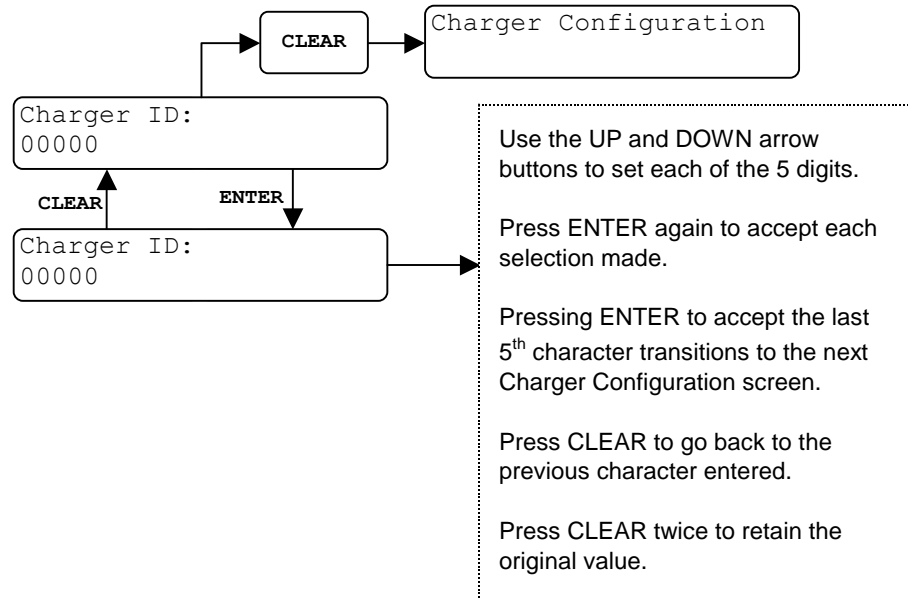 CLEAR
Charger Configuration
Charger ID:
00000
CLEAR
ENTER
Charger ID:
00000
Use the UP and DOWN arrow
buttons to set each of the 5 digits.
Press ENTER again to accept each
selection made.
Pressing ENTER to accept the last
5th character transitions to the next
Charger Configuration screen.
Press CLEAR to go back to the
previous character entered.
Press CLEAR twice to retain the
original value.